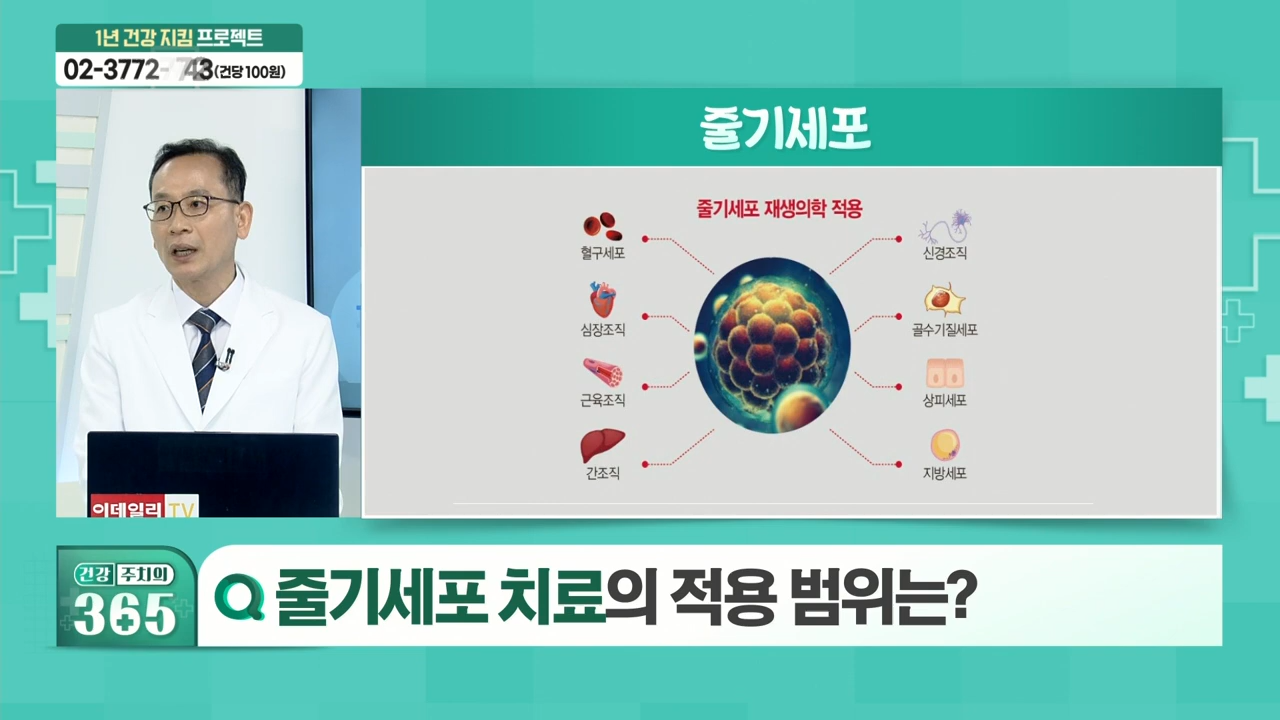 1년 건강 지킴 프로젝트
(건당 100원)
줄기세포
줄기세포 재생의학 적용
혈구세포
신경조직
심장조직
골수기질세포
근육조직
상피세포
간조직
지방세포
이데일리 TV
건강 주치의
365
Q 줄기세포 치료의 적용 범위는?